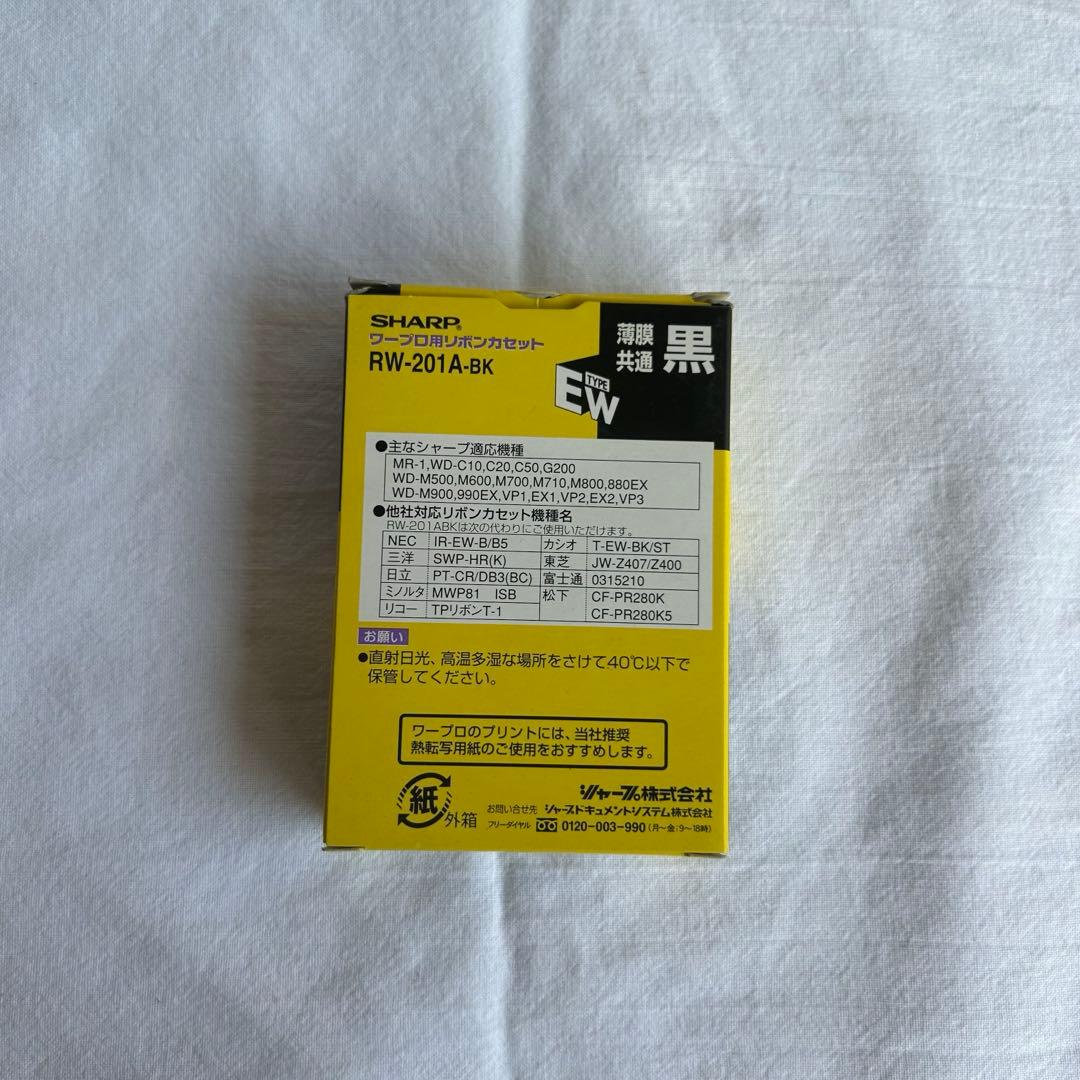 SHARP®
ワープロ用リボンカセット
RW-201A-BK
薄膜
共通
黒
TYPE
EW
●主なシャープ適応機種
MR-1,WD-C10,C20,C50,G200
WD-M500,M600,M700,M710,M800,880EX
WD-M900,990EX,VP1,EX1,VP2,EX2,VP3
●他社対応リボンカセット機種名
RW-201ABKは次の代わりにご使用いただけます。
NEC IR-EW-B/B5 カシオ T-EW-BK/ST
三洋 SWP-HR(K) 東芝 JW-Z407/Z400
日立 PT-CR/DB3(BC) 富士通 0315210
ミノルタ MWP81 ISB 松下 CF-PR280K
リコー TPリボンT-1 CF-PR280K5
お願い
●直射日光、高温多湿な場所をさけて40℃以下で
保管してください。
ワープロのプリントには、当社推奨
熱転写用紙のご使用をおすすめします。
紙
外箱
シャープ株式会社
お問い合せ先 シャープドキュメントシステム株式会社
フリーダイヤル 0120-003-990(月〜金:9〜18時)